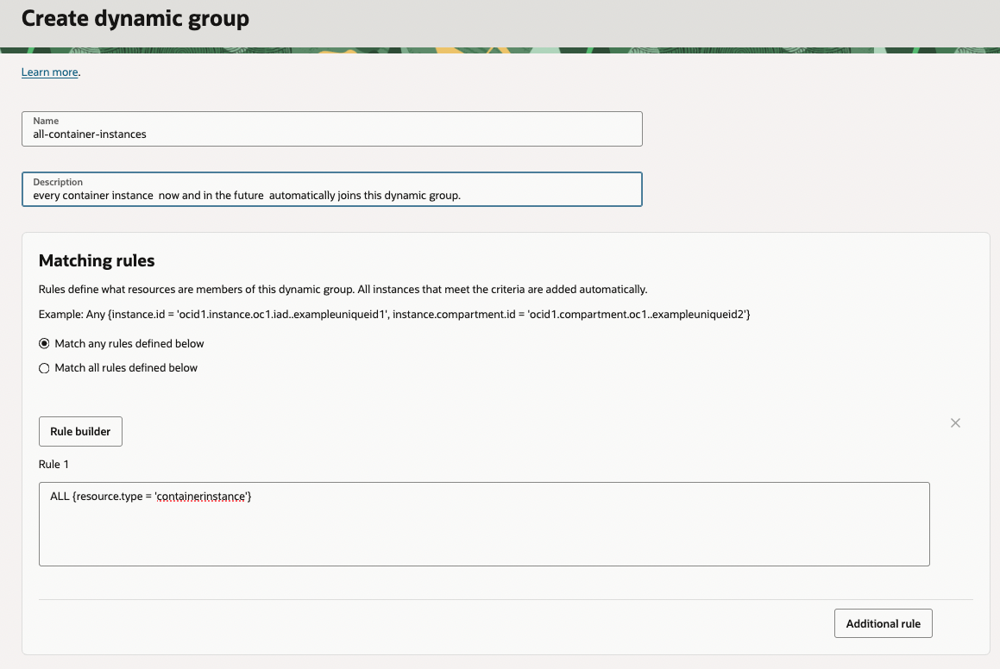 Create dynamic group
Learn more.
Name
all-container-instances
Description
every container instance  now and in the future  automatically joins this dynamic group.
Matching rules
Rules define what resources are members of this dynamic group. All instances that meet the criteria are added automatically.
Example: Any {instance.id = 'ocid1.instance.oc1.iad..exampleuniqueid1', instance.compartment.id = 'ocid1.compartment.oc1..exampleuniqueid2'}
Match any rules defined below
Match all rules defined below
Rule builder
Rule 1
ALL {resource.type = 'containerinstance'}
Additional rule